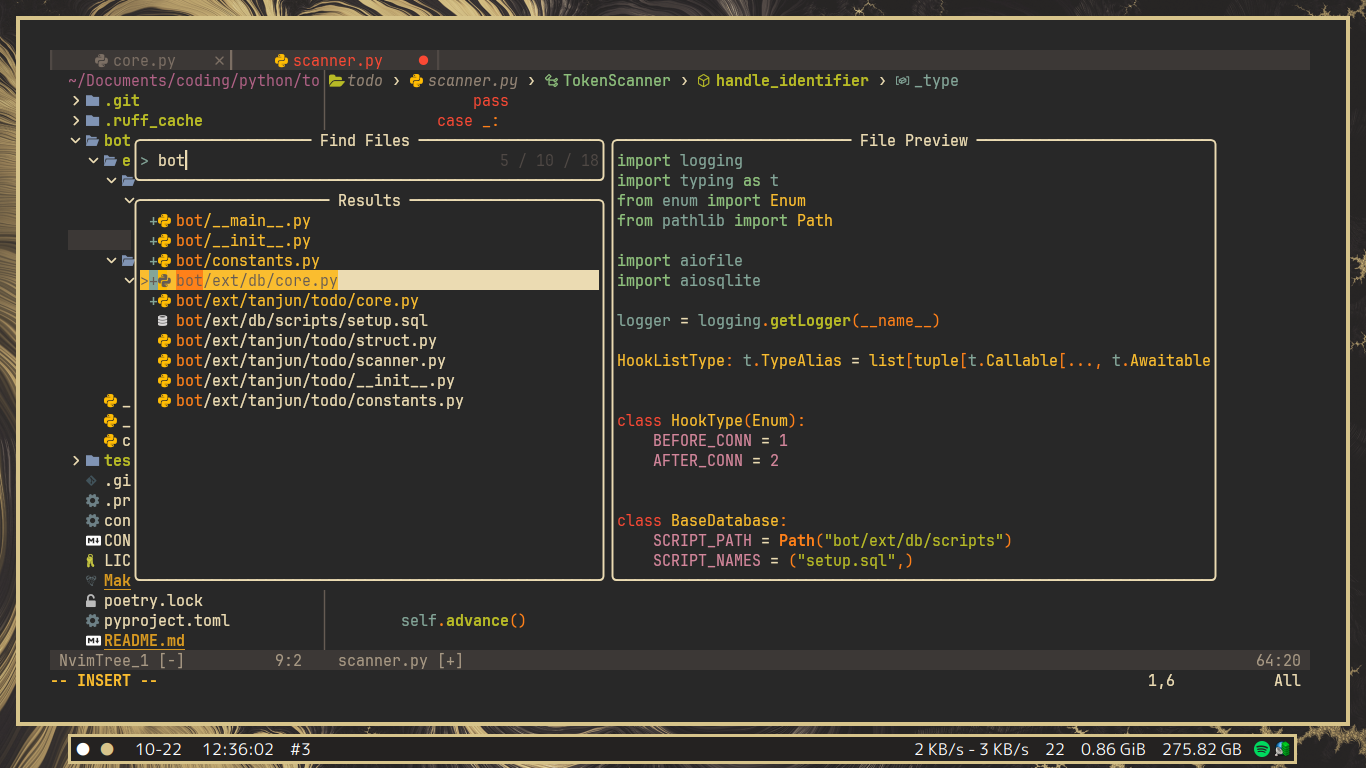 core.py × scanner.py
~/Documents/coding/python/to todo › scanner.py › TokenScanner › handle_identifier › _type
.git
pass
.ruff_cache
case _:
bot
Find Files
e > bot 5 / 10 / 18
Results
+ bot/__main__.py
+ bot/__init__.py
+ bot/constants.py
>+ bot/ext/db/core.py
+ bot/ext/tanjun/todo/core.py
bot/ext/db/scripts/setup.sql
bot/ext/tanjun/todo/struct.py
bot/ext/tanjun/todo/scanner.py
bot/ext/tanjun/todo/__init__.py
bot/ext/tanjun/todo/constants.py
File Preview
import logging
import typing as t
from enum import Enum
from pathlib import Path
import aiofile
import aiosqlite
logger = logging.getLogger(__name__)
HookListType: t.TypeAlias = list[tuple[t.Callable[..., t.Awaitable
class HookType(Enum):
BEFORE_CONN = 1
AFTER_CONN = 2
class BaseDatabase:
SCRIPT_PATH = Path("bot/ext/db/scripts")
SCRIPT_NAMES = ("setup.sql",)
_
_
c
tes
.gi
.pr
con
CON
LIC
Mak
poetry.lock
pyproject.toml
README.md
self.advance()
NvimTree_1 [-] 9:2 scanner.py [+] 64:20
-- INSERT -- 1,6 All
10-22 12:36:02 #3 2 KB/s - 3 KB/s 22 0.86 GiB 275.82 GB